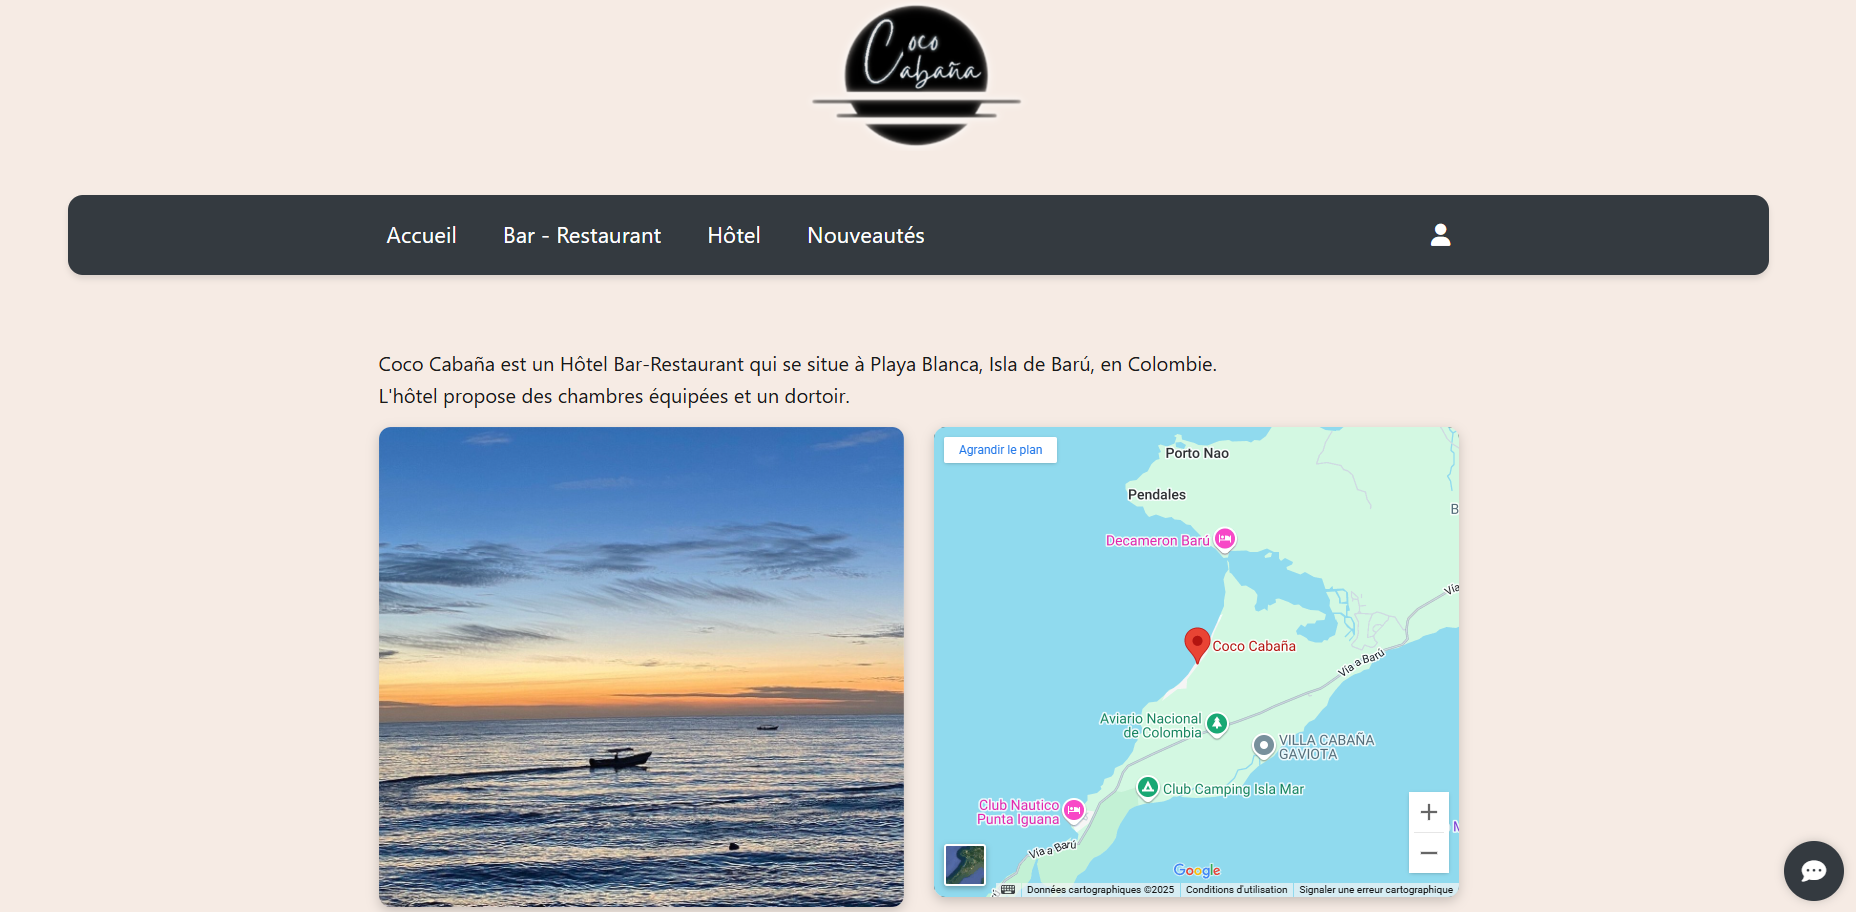 Coco
Cabaña
Accueil
Bar - Restaurant
Hôtel
Nouveautés
Coco Cabaña est un Hôtel Bar-Restaurant qui se situe à Playa Blanca, Isla de Barú, en Colombie.
L'hôtel propose des chambres équipées et un dortoir.
Agrandir le plan
Porto Nao
Pendales
B
Decameron Barú
Vía
Coco Cabaña
Vía a Barú
Aviario Nacional
de Colombia
VILLA CABAÑA
GAVIOTA
Club Camping Isla Mar
Club Nautico
Punta Iguana
Vía a Barú
Google
Données cartographiques ©2025
Conditions d'utilisation
Signaler une erreur cartographique